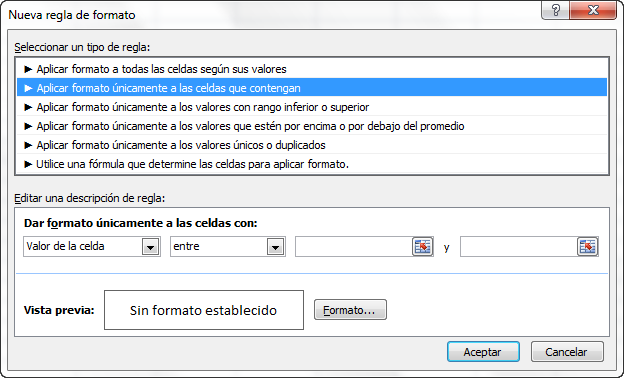 Nueva regla de formato
Seleccionar un tipo de regla:
► Aplicar formato a todas las celdas según sus valores
► Aplicar formato únicamente a las celdas que contengan
► Aplicar formato únicamente a los valores con rango inferior o superior
► Aplicar formato únicamente a los valores que estén por encima o por debajo del promedio
► Aplicar formato únicamente a los valores únicos o duplicados
► Utilice una fórmula que determine las celdas para aplicar formato.
Editar una descripción de regla:
Dar formato únicamente a las celdas con:
Valor de la celda entre y
Vista previa: Sin formato establecido Formato...
Aceptar Cancelar